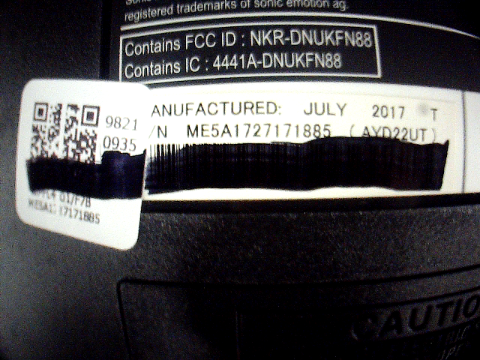 registered trademarks of sonic emotion ag.
Contains FCC ID : NKR-DNUKFN88
Contains IC : 4441A-DNUKFN88
ANUFACTURED: JULY 2017 T
/N ME5A1727171885 (AYD22UT)
9821
0935
CAUTIO